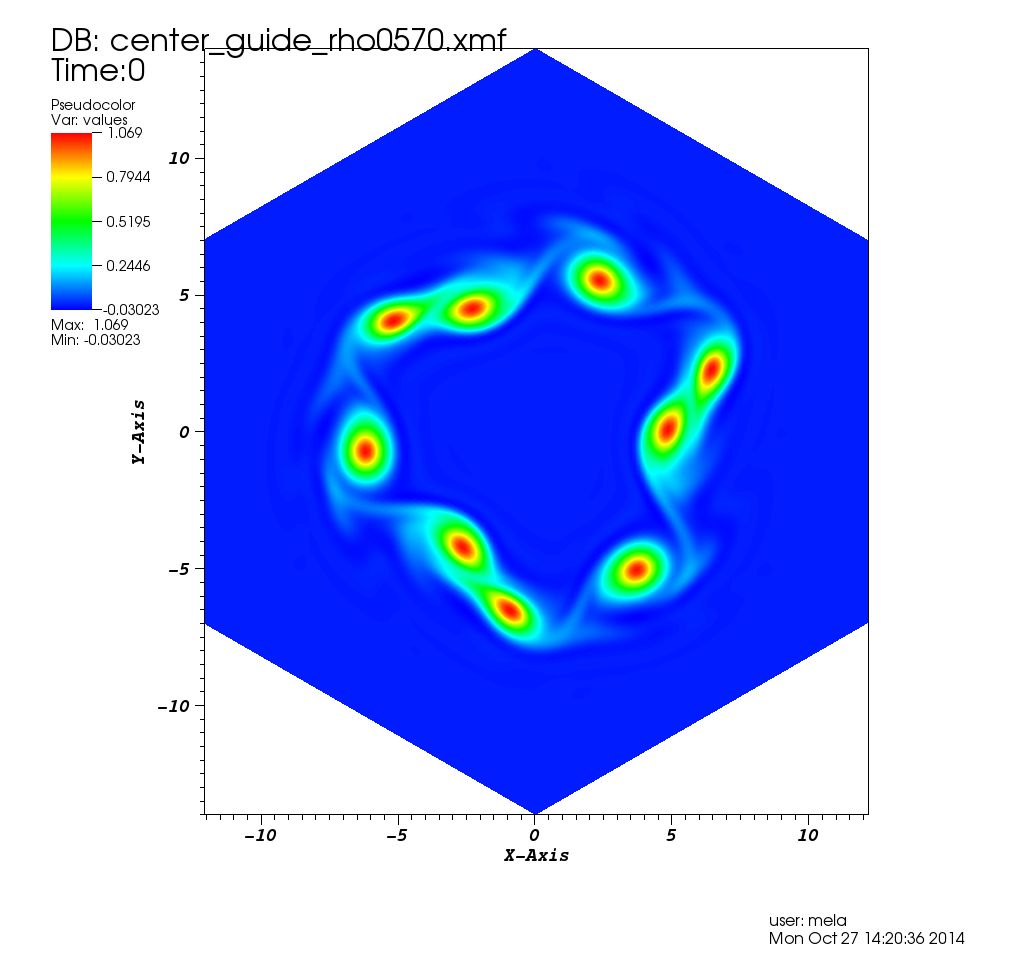 DB: center_guide_rho0570.xmf
Time:0
Pseudocolor
Var: values
1.069
0.7944
0.5195
0.2446
-0.03023
Max: 1.069
Min: -0.03023
10
5
0
-5
-10
Y-Axis
-10 -5 0 5 10
X-Axis
user: mela
Mon Oct 27 14:20:36 2014